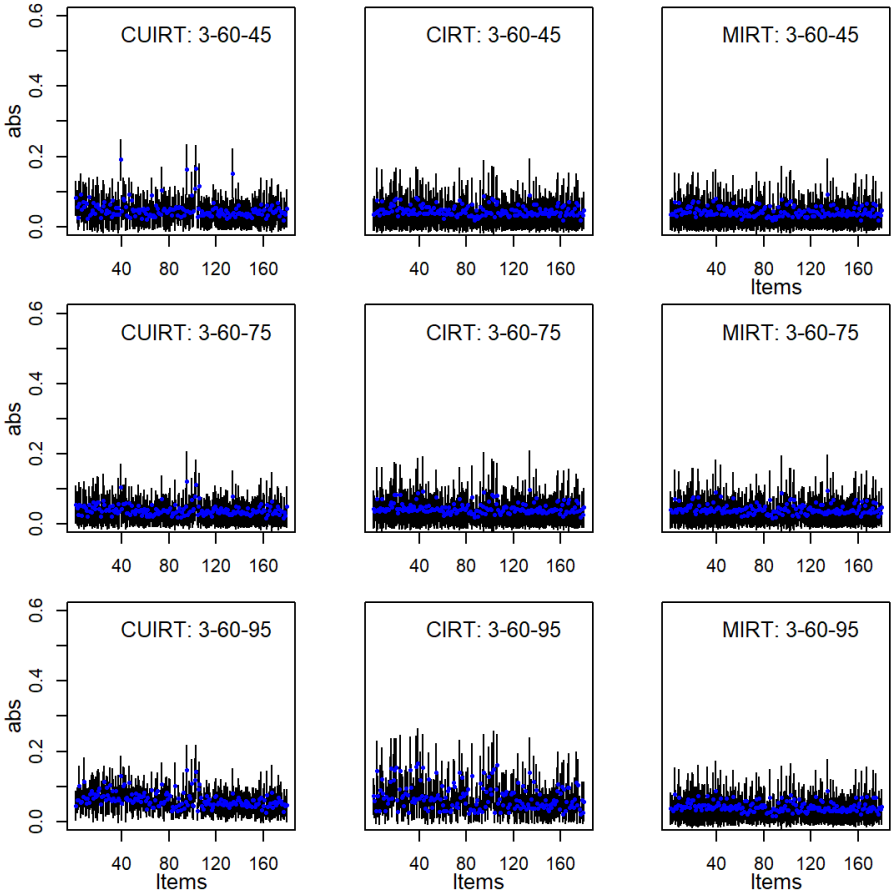 CUIRT: 3-60-45
CIRT: 3-60-45
MIRT: 3-60-45
abs
0.0 0.2 0.4 0.6
40 80 120 160
40 80 120 160
40 80 120 160
Items
CUIRT: 3-60-75
CIRT: 3-60-75
MIRT: 3-60-75
abs
0.0 0.2 0.4 0.6
40 80 120 160
40 80 120 160
40 80 120 160
CUIRT: 3-60-95
CIRT: 3-60-95
MIRT: 3-60-95
abs
0.0 0.2 0.4 0.6
40 80 120 160
40 80 120 160
40 80 120 160
Items
Items
Items